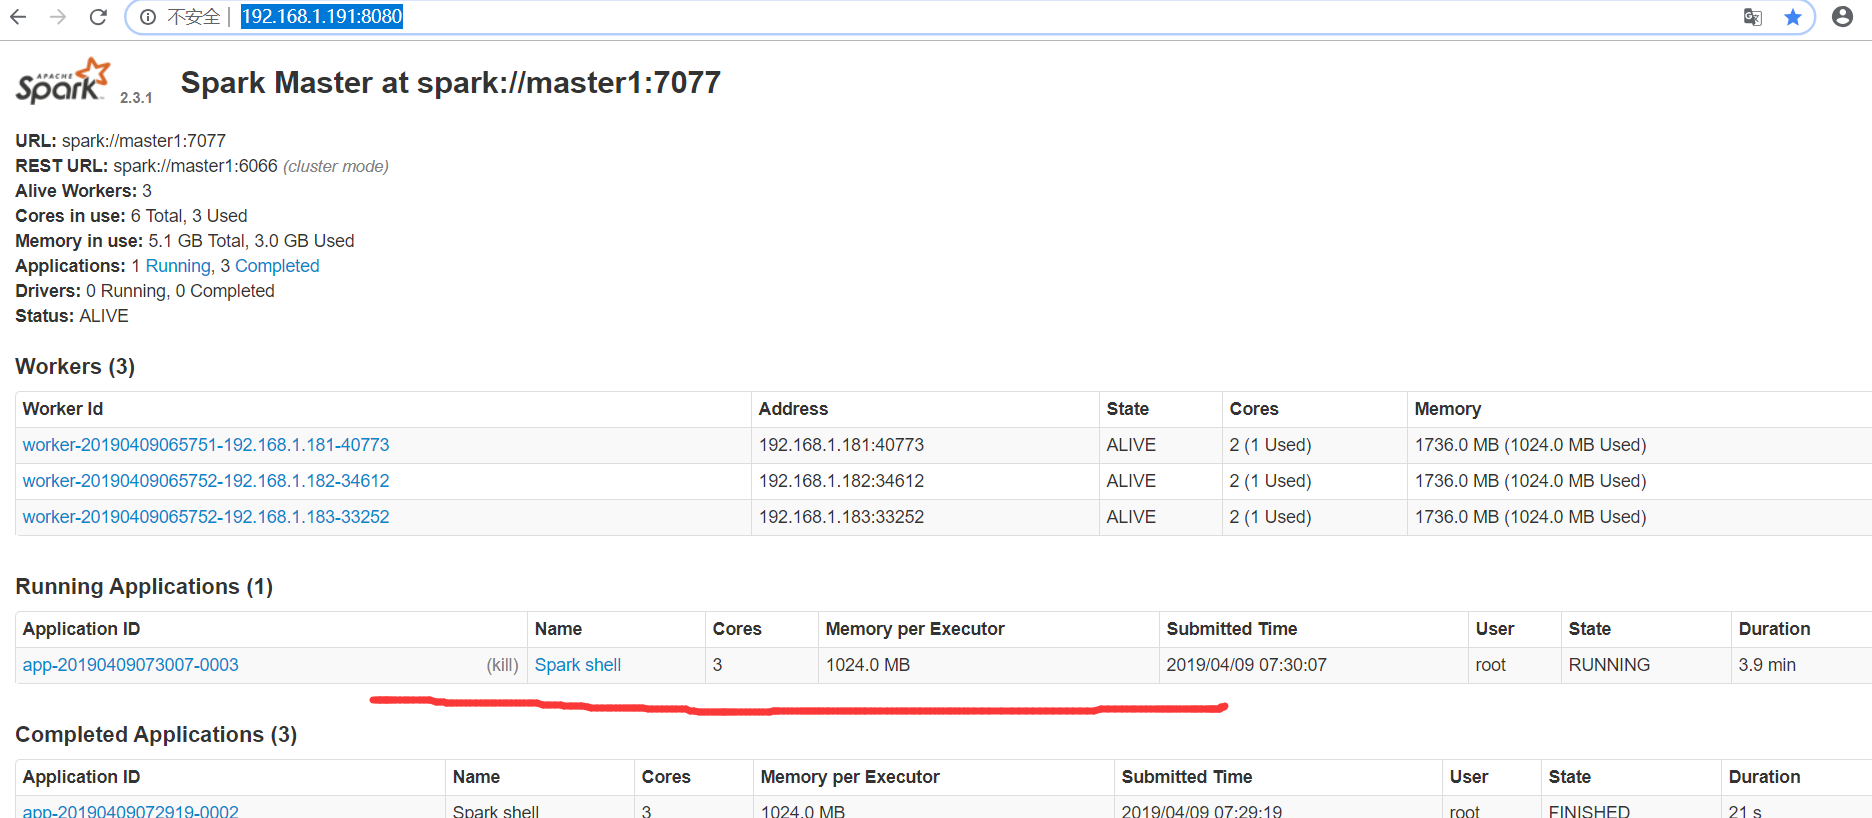 不安全 | 192.168.1.191:8080
APACHE Spark 2.3.1 Spark Master at spark://master1:7077
URL: spark://master1:7077
REST URL: spark://master1:6066 (cluster mode)
Alive Workers: 3
Cores in use: 6 Total, 3 Used
Memory in use: 5.1 GB Total, 3.0 GB Used
Applications: 1 Running, 3 Completed
Drivers: 0 Running, 0 Completed
Status: ALIVE
Workers (3)
Worker Id Address State Cores Memory
worker-20190409065751-192.168.1.181-40773 192.168.1.181:40773 ALIVE 2 (1 Used) 1736.0 MB (1024.0 MB Used)
worker-20190409065752-192.168.1.182-34612 192.168.1.182:34612 ALIVE 2 (1 Used) 1736.0 MB (1024.0 MB Used)
worker-20190409065752-192.168.1.183-33252 192.168.1.183:33252 ALIVE 2 (1 Used) 1736.0 MB (1024.0 MB Used)
Running Applications (1)
Application ID Name Cores Memory per Executor Submitted Time User State Duration
app-20190409073007-0003 (kill) Spark shell 3 1024.0 MB 2019/04/09 07:30:07 root RUNNING 3.9 min
Completed Applications (3)
Application ID Name Cores Memory per Executor Submitted Time User State Duration
app-20190409072919-0002 Spark shell 3 1024.0 MB 2019/04/09 07:29:19 root FINISHED 21 s